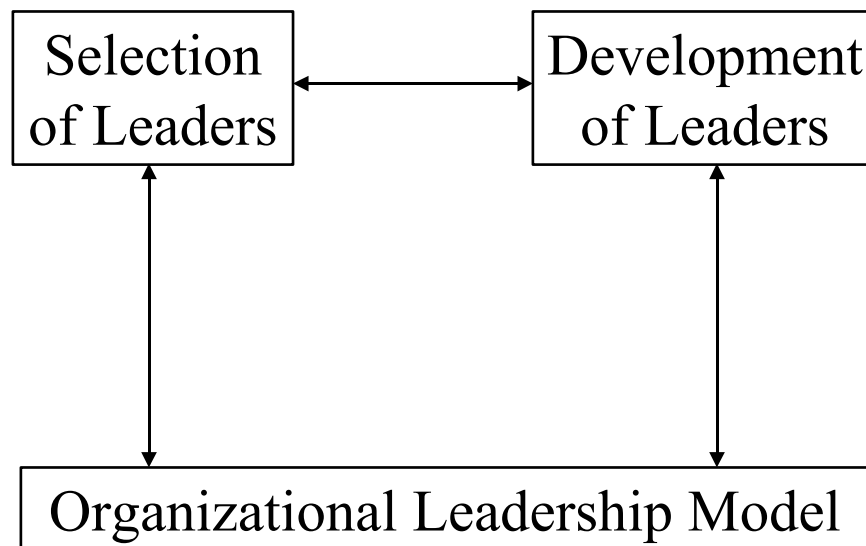 Selection
of Leaders
Development
of Leaders
Organizational Leadership Model